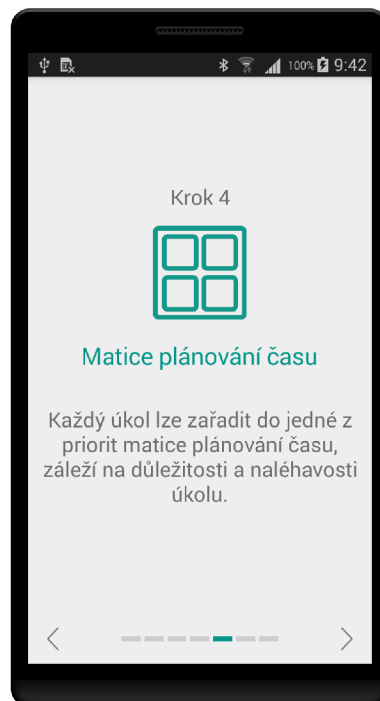 100% 9:42
Krok 4
Matice plánování času
Každý úkol lze zařadit do jedné z
priorit matice plánování času,
záleží na důležitosti a naléhavosti
úkolu.